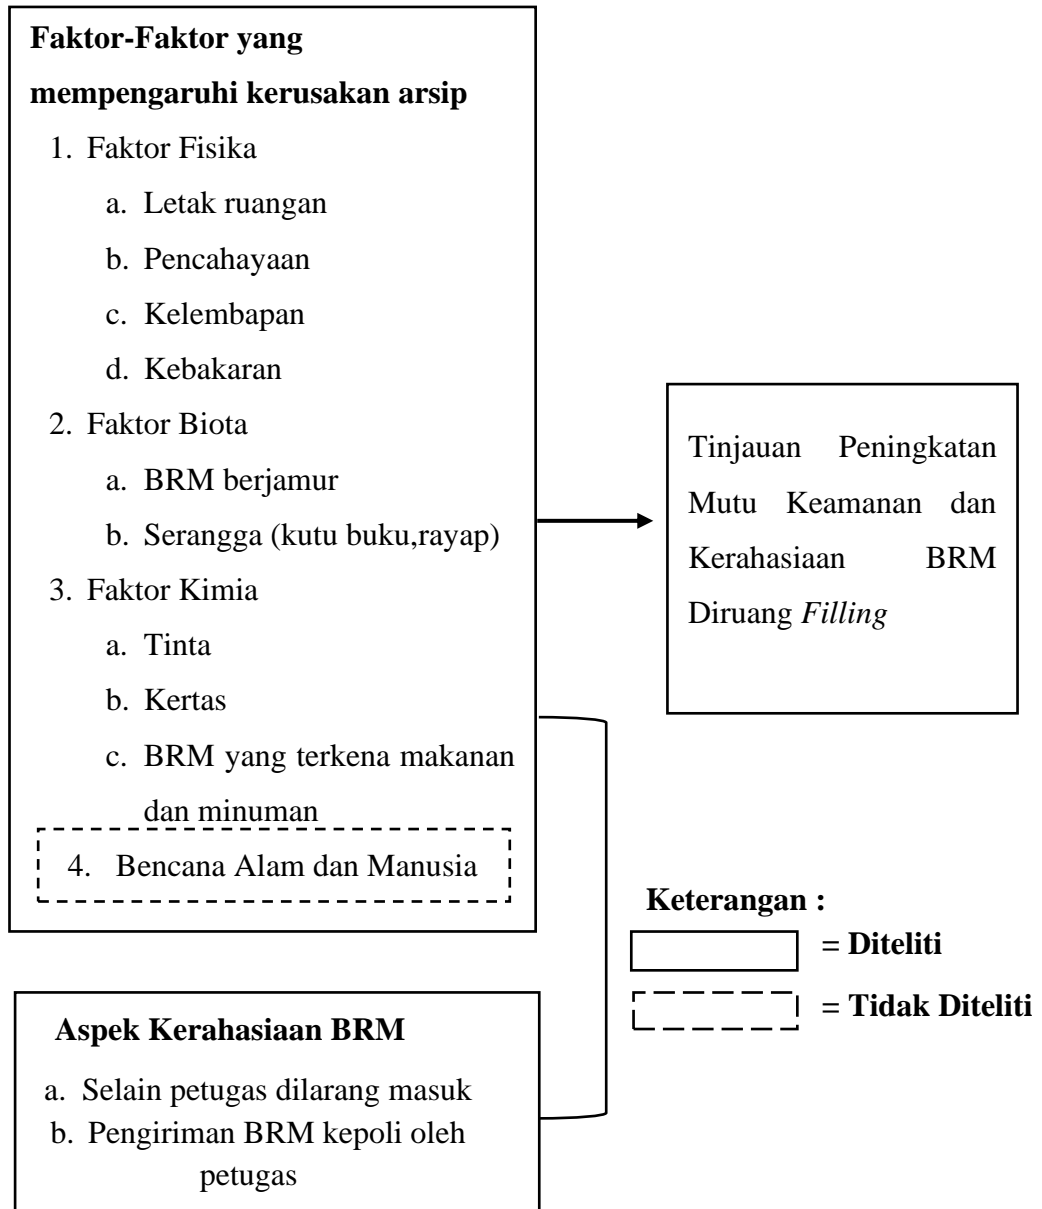 Faktor-Faktor yang
mempengaruhi kerusakan arsip
1. Faktor Fisika
a. Letak ruangan
b. Pencahayaan
c. Kelembapan
d. Kebakaran
2. Faktor Biota
a. BRM berjamur
b. Serangga (kutu buku,rayap)
3. Faktor Kimia
a. Tinta
b. Kertas
c. BRM yang terkena makanan
dan minuman
4. Bencana Alam dan Manusia
Tinjauan Peningkatan
Mutu Keamanan dan
Kerahasiaan BRM
Diruang Filling
Keterangan :
= Diteliti
= Tidak Diteliti
Aspek Kerahasiaan BRM
a. Selain petugas dilarang masuk
b. Pengiriman BRM kepoli oleh
petugas